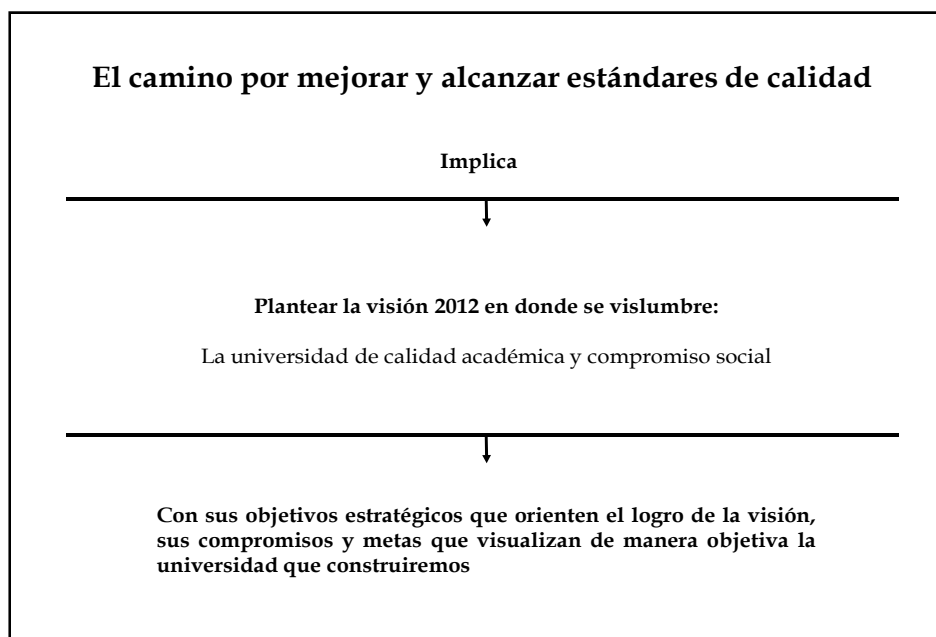 El camino por mejorar y alcanzar estándares de calidad
Implica
Plantear la visión 2012 en donde se vislumbre:
La universidad de calidad académica y compromiso social
Con sus objetivos estratégicos que orienten el logro de la visión,
sus compromisos y metas que visualizan de manera objetiva la
universidad que construiremos